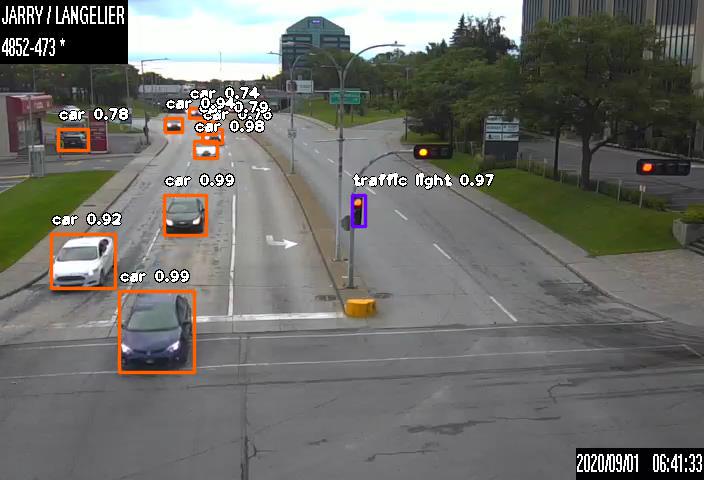 JARRY / LANGELIER
4852-473 *
car 0.74
car 0.94
car 0.78
car 0.98
car 0.99
traffic light 0.97
car 0.92
car 0.99
2020/09/01 06:41:33